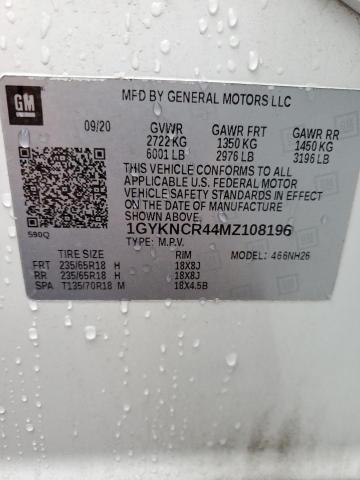 GM
MFD BY GENERAL MOTORS LLC
09/20 GVWR GAWR FRT GAWR RR
2722 KG 1350 KG 1450 KG
6001 LB 2976 LB 3196 LB
THIS VEHICLE CONFORMS TO ALL
APPLICABLE U.S. FEDERAL MOTOR
VEHICLE SAFETY STANDARDS IN EFFECT
ON THE DATE OF MANUFACTURE SHOWN
ABOVE.
590Q 1GYKNCR44MZ108196
TYPE: M.P.V. MODEL: 466NH26
TIRE SIZE RIM
FRT 235/65R18 H 18X8J
RR 235/65R18 H 18X8J
SPA T135/70R18 M 18X4.5B